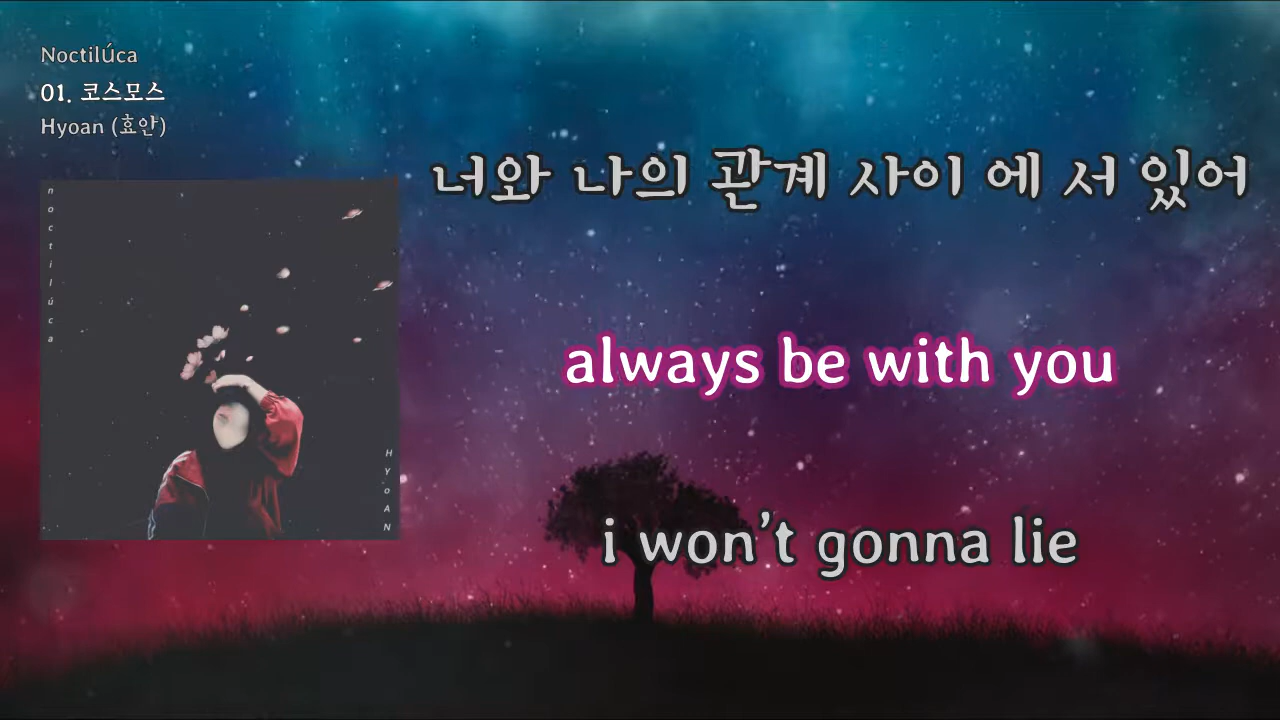 Noctilúca
01. 코스모스
Hyoan (효안)
noctilúca
HYoAN
너와 나의 관계 사이 에 서 있어
always be with you
i won't gonna lie